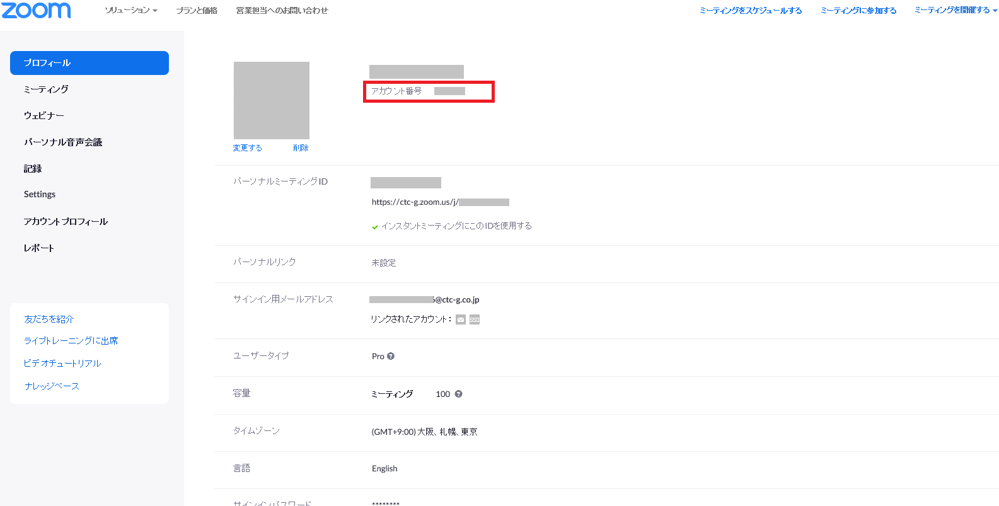 zoom
ソリューション プランと価格 営業担当へのお問い合わせ ミーティングをスケジュールする ミーティングに参加する ミーティングを開催する
プロフィール
ミーティング
ウェビナー
パーソナル音声会議
記録
Settings
アカウントプロフィール
レポート
友だちを紹介
ライブトレーニングに出席
ビデオチュートリアル
ナレッジベース
アカウント番号
変更する 削除
パーソナルミーティングID
https://ctc-g.zoom.us/j/
インスタントミーティングにこのIDを使用する
パーソナルリンク 未設定
サインイン用メールアドレス 6@ctc-g.co.jp
リンクされたアカウント: SSO
ユーザータイプ Pro
容量 ミーティング 100
タイムゾーン (GMT+9:00) 大阪、札幌、東京
言語 English
サインインパスワード ********